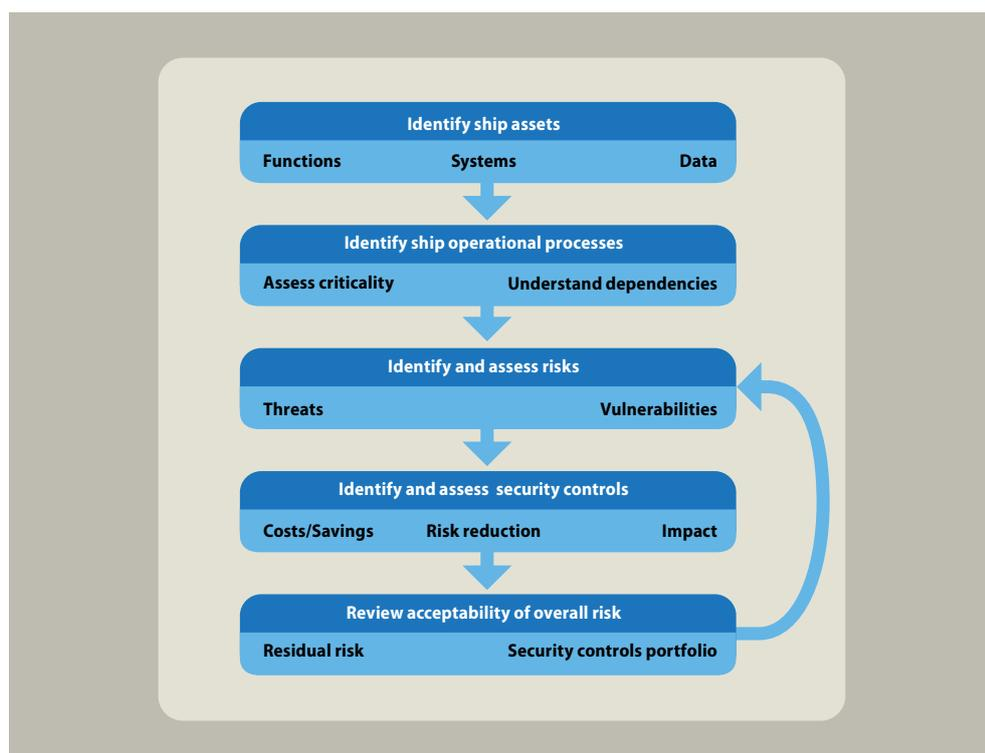 Identify ship assets
Functions Systems Data
Identify ship operational processes
Assess criticality Understand dependencies
Identify and assess risks
Threats Vulnerabilities
Identify and assess security controls
Costs/Savings Risk reduction Impact
Review acceptability of overall risk
Residual risk Security controls portfolio